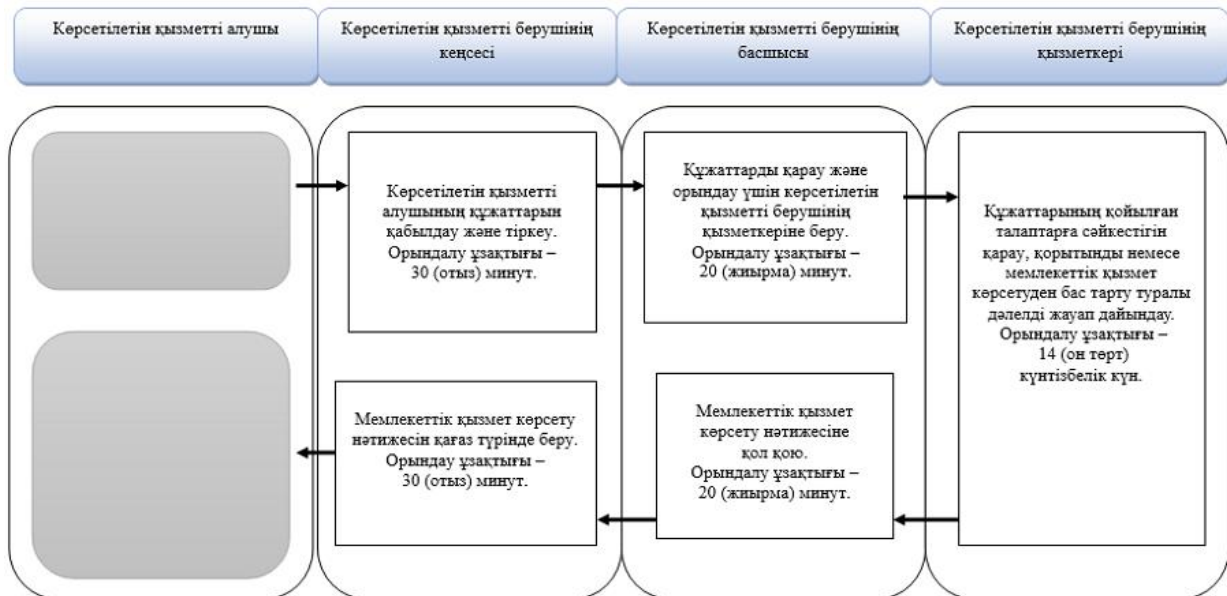 Көрсетілетін қызметті алушы
Көрсетілетін қызметті берушінің
кеңсесі
Көрсетілетін қызметті берушінің
басшысы
Көрсетілетін қызметті берушінің
қызметкері
Көрсетілетін қызметті
алушының құжаттарын
қабылдау және тіркеу.
Орындалу ұзақтығы –
30 (отыз) минут.
Құжаттарды қарау және
орындау үшін көрсетілетін
қызметті берушінің
қызметкеріне беру.
Орындалу ұзақтығы –
20 (жиырма) минут.
Құжаттарының қойылған
талаптарға сәйкестігін
қарау, қорытынды немесе
мемлекеттік қызмет
көрсетуден бас тарту туралы
дәлелді жауап дайындау.
Орындалу ұзақтығы –
14 (он төрт)
күнтізбелік күн.
Мемлекеттік қызмет көрсету
нәтижесін қағаз түрінде беру.
Орындау ұзақтығы –
30 (отыз) минут.
Мемлекеттік қызмет
көрсету нәтижесіне
қол қою.
Орындалу ұзақтығы –
20 (жиырма) минут.